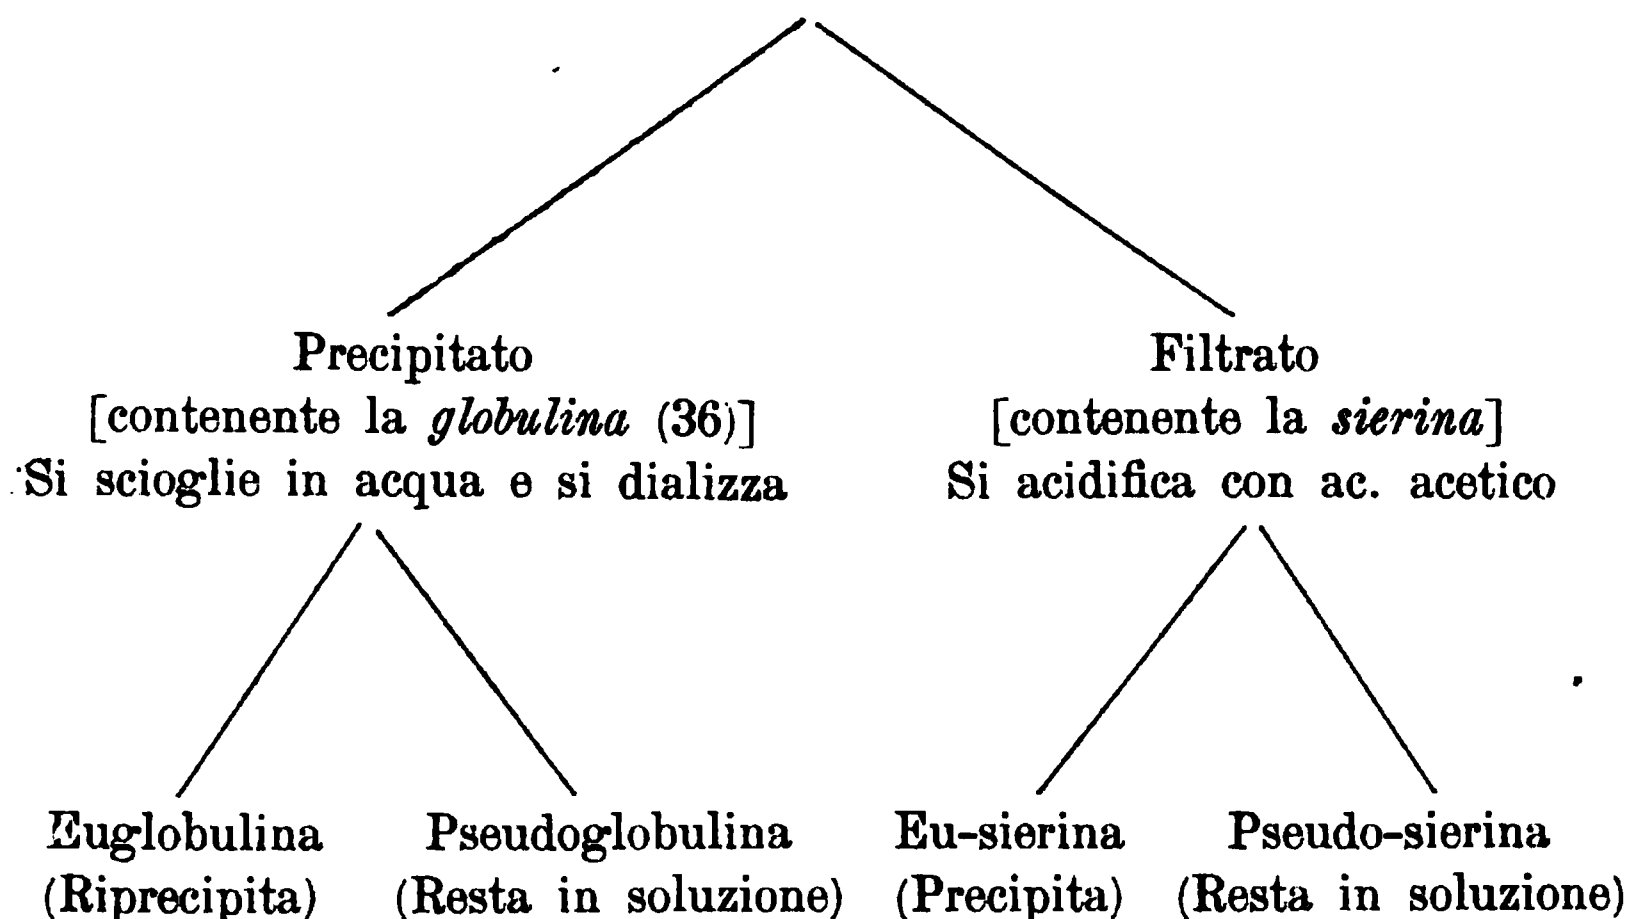 Precipitato
[contenente la globulina (36)]
Si scioglie in acqua e si dializza
Filtrato
[contenente la sierina]
Si acidifica con ac. acetico
Euglobulina
(Riprecipita)
Pseudoglobulina
(Resta in soluzione)
Eu-sierina
(Precipita)
Pseudo-sierina
(Resta in soluzione)